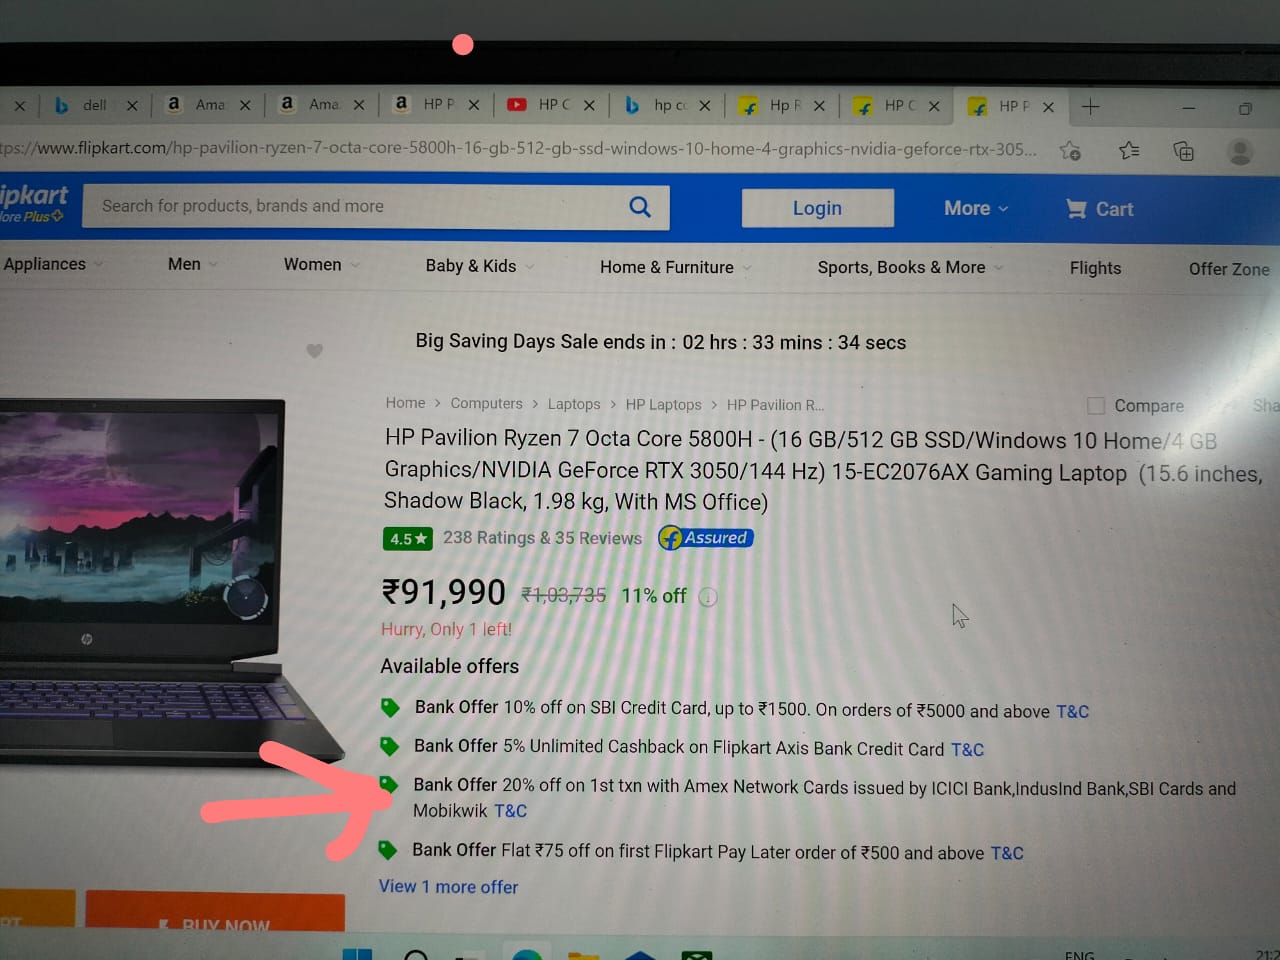 dell
Ama
Ama
HP P
HP C
hp cc
Hp R
HP C
HP P
tps://www.flipkart.com/hp-pavilion-ryzen-7-octa-core-5800h-16-gb-512-gb-ssd-windows-10-home-4-graphics-nvidia-geforce-rtx-305...
ipkart
lore Plus
Search for products, brands and more
Login
More
Cart
Appliances
Men
Women
Baby & Kids
Home & Furniture
Sports, Books & More
Flights
Offer Zone
Big Saving Days Sale ends in : 02 hrs : 33 mins : 34 secs
Home > Computers > Laptops > HP Laptops > HP Pavilion R...
Compare
Sha
HP Pavilion Ryzen 7 Octa Core 5800H - (16 GB/512 GB SSD/Windows 10 Home/4 GB
Graphics/NVIDIA GeForce RTX 3050/144 Hz) 15-EC2076AX Gaming Laptop (15.6 inches,
Shadow Black, 1.98 kg, With MS Office)
4.5★ 238 Ratings & 35 Reviews Assured
₹91,990 ₹1,03,735 11% off
Hurry, Only 1 left!
Available offers
Bank Offer 10% off on SBI Credit Card, up to ₹1500. On orders of ₹5000 and above T&C
Bank Offer 5% Unlimited Cashback on Flipkart Axis Bank Credit Card T&C
Bank Offer 20% off on 1st txn with Amex Network Cards issued by ICICI Bank,IndusInd Bank,SBI Cards and
Mobikwik T&C
Bank Offer Flat ₹75 off on first Flipkart Pay Later order of ₹500 and above T&C
View 1 more offer
BUY NOW
ENG